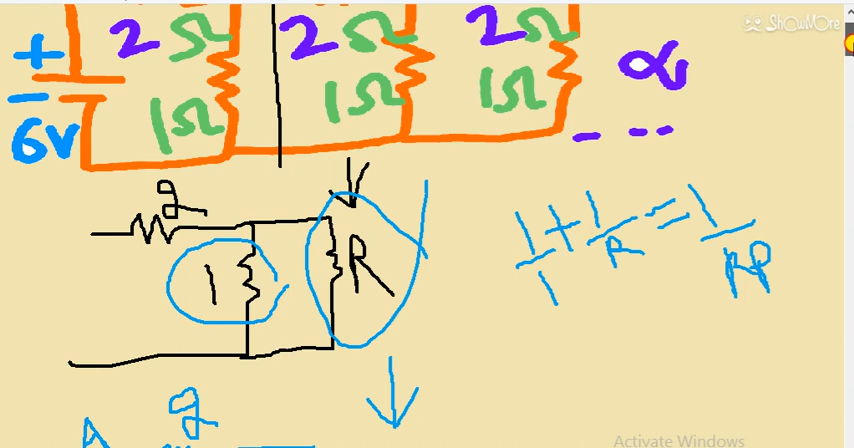 ShowMore
+ 2Ω 2Ω 2Ω α
− 1Ω 1Ω 1Ω
6V
2
1 R
1/1 + 1/R = 1/RP
2
A
Activate Windows